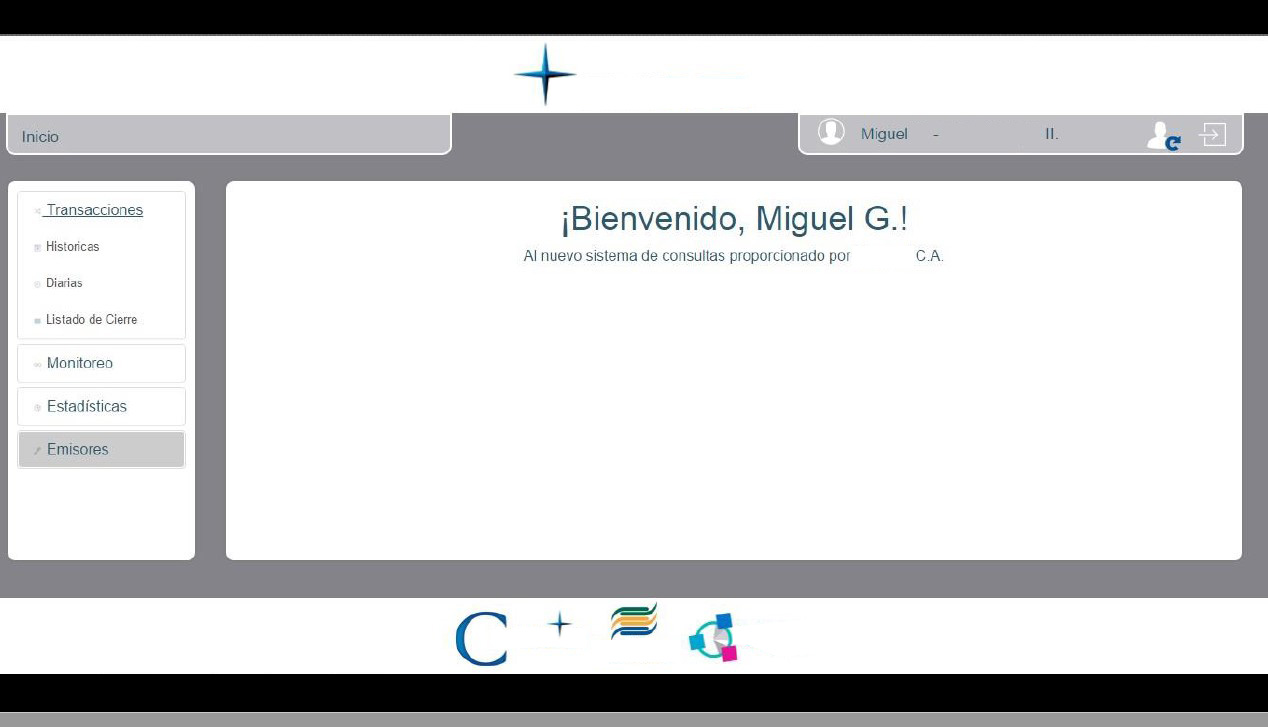 Inicio
Miguel - II.
Transacciones
Historicas
Diarias
Listado de Cierre
Monitoreo
Estadísticas
Emisores
¡Bienvenido, Miguel G.!
Al nuevo sistema de consultas proporcionado por C.A.
C